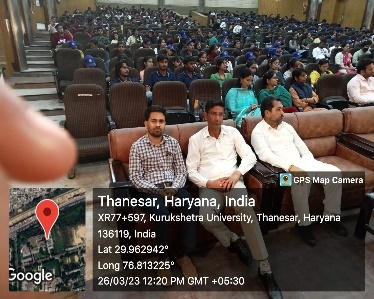 GPS Map Camera
Thanesar, Haryana, India
XR77+597, Kurukshetra University, Thanesar, Haryana
136119, India
Lat 29.962942°
Long 76.813225°
26/03/23 12:20 PM GMT +05:30
Google